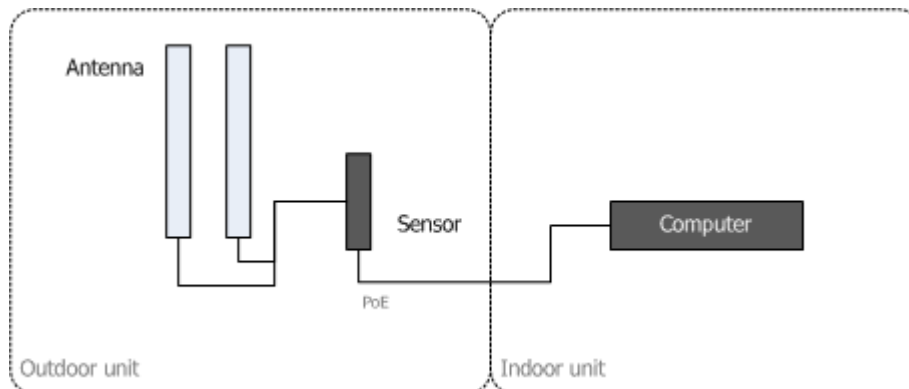 Antenna
Sensor
Computer
PoE
Outdoor unit
Indoor unit